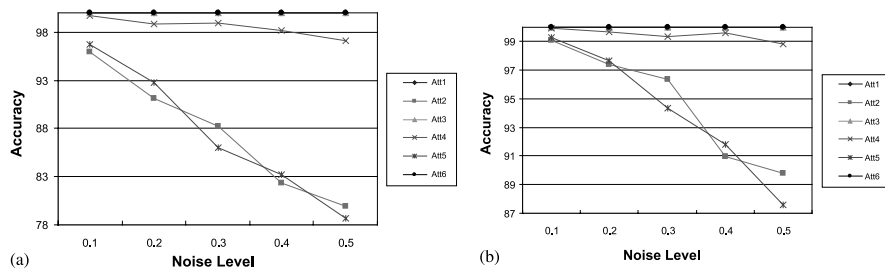 98
93
88
83
78
Accuracy
0.1 0.2 0.3 0.4 0.5
Noise Level
Att1
Att2
Att3
Att4
Att5
Att6
(a)
99
97
95
93
91
89
87
Accuracy
0.1 0.2 0.3 0.4 0.5
Noise Level
Att1
Att2
Att3
Att4
Att5
Att6
(b)